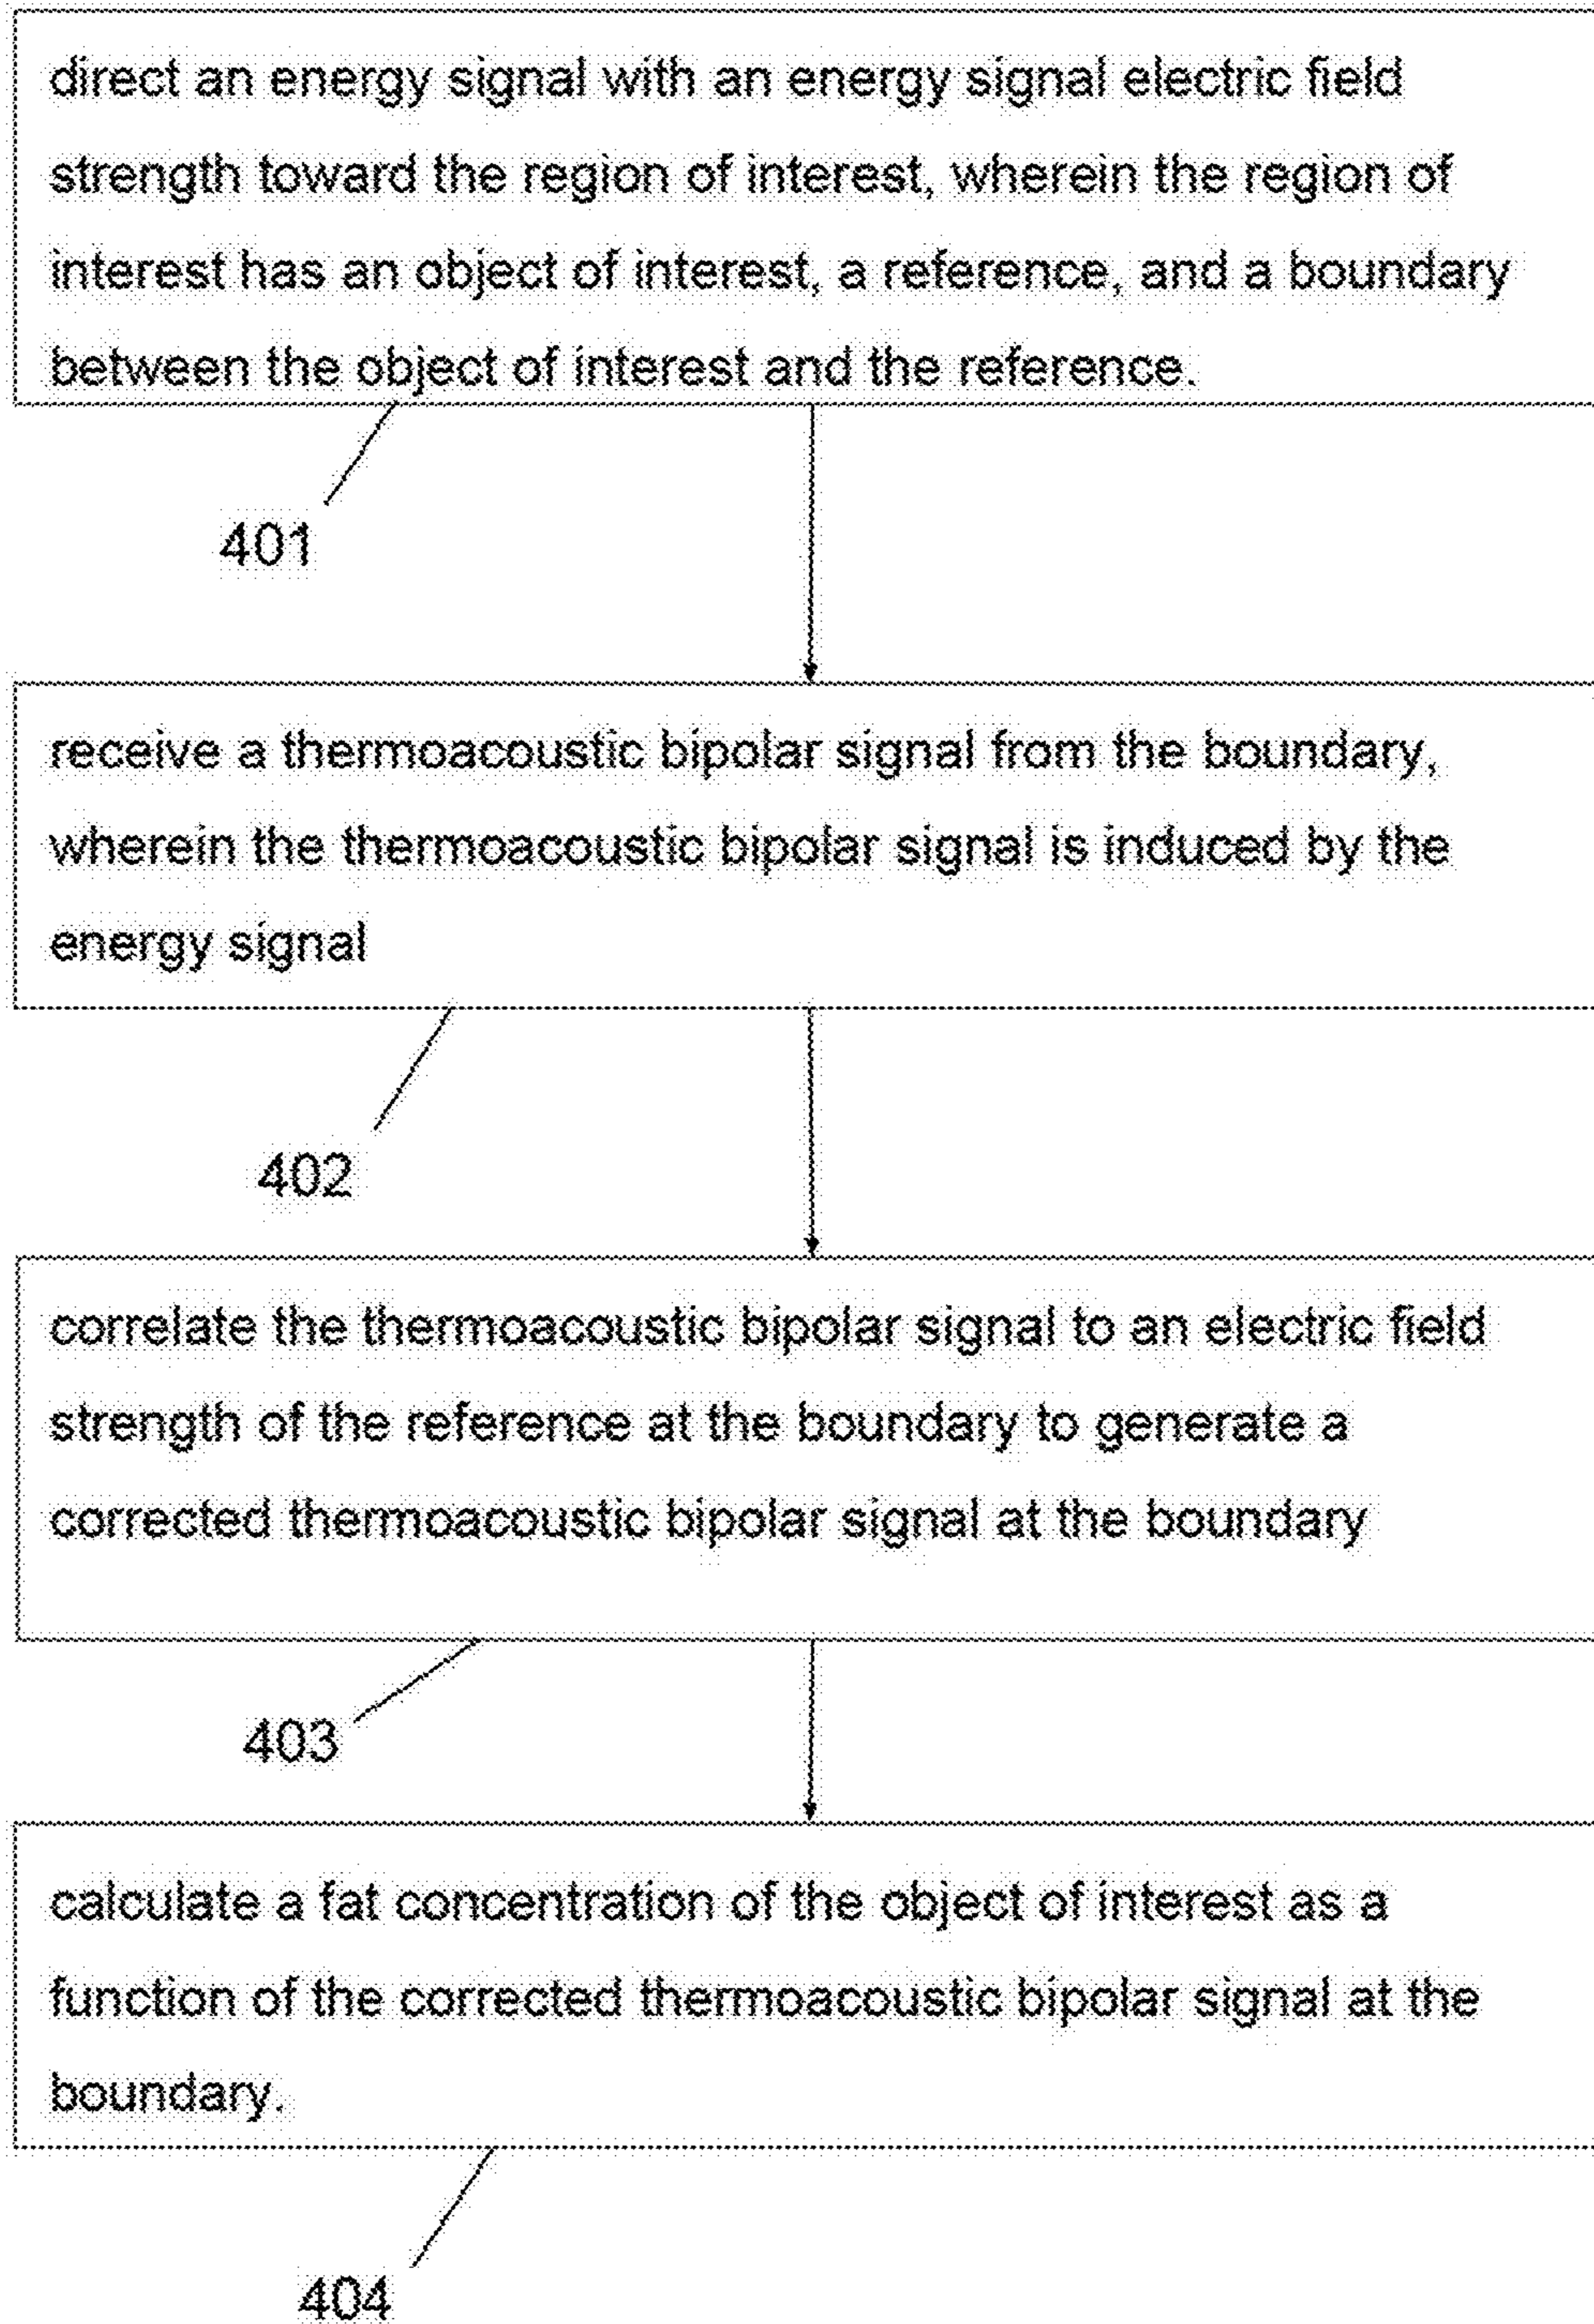 direct an energy signal with an energy signal electric field
strength toward the region of interest, wherein the region of
interest has an object of interest, a reference, and a boundary
between the object of interest and the reference.
401
receive a thermoacoustic bipolar signal from the boundary,
wherein the thermoacoustic bipolar signal is induced by the
energy signal
402
correlate the thermoacoustic bipolar signal to an electric field
strength of the reference at the boundary to generate a
corrected thermoacoustic bipolar signal at the boundary
403
calculate a fat concentration of the object of interest as a
function of the corrected thermoacoustic bipolar signal at the
boundary.
404